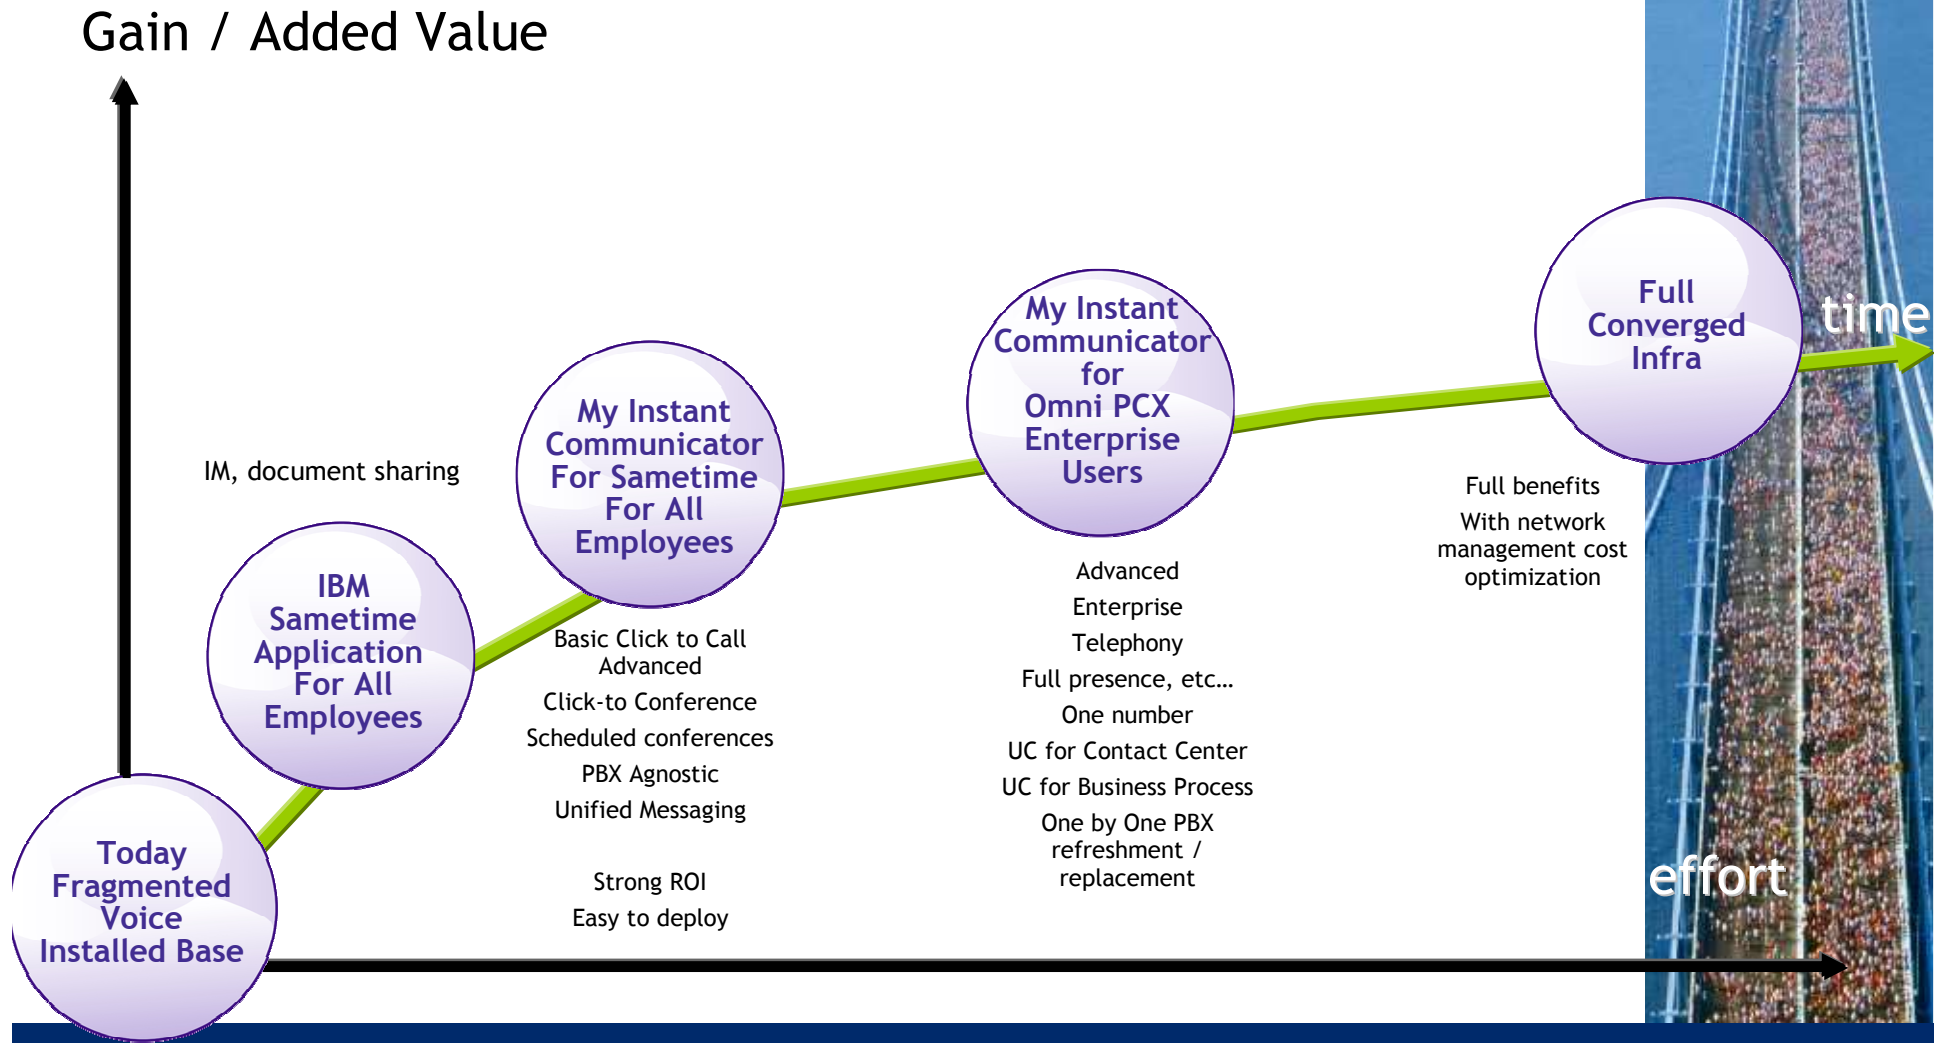 Gain / Added Value
time
Full
Converged
Infra
My Instant
Communicator
for
Omni PCX
Enterprise
Users
My Instant
Communicator
For Sametime
For All
Employees
IM, document sharing
IBM
Sametime
Application
For All
Employees
Today
Fragmented
Voice
Installed Base
Basic Click to Call
Advanced
Click-to Conference
Scheduled conferences
PBX Agnostic
Unified Messaging
Strong ROI
Easy to deploy
Advanced
Enterprise
Telephony
Full presence, etc…
One number
UC for Contact Center
UC for Business Process
One by One PBX
refreshment /
replacement
Full benefits
With network
management cost
optimization
effort